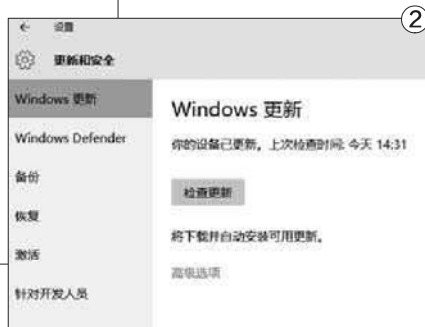 ②
← 设置
更新和安全
Windows 更新
Windows Defender
备份
恢复
激活
针对开发人员
Windows 更新
你的设备已更新。上次检查时间: 今天 14:31
检查更新
将下载并自动安装可用更新。
高级选项